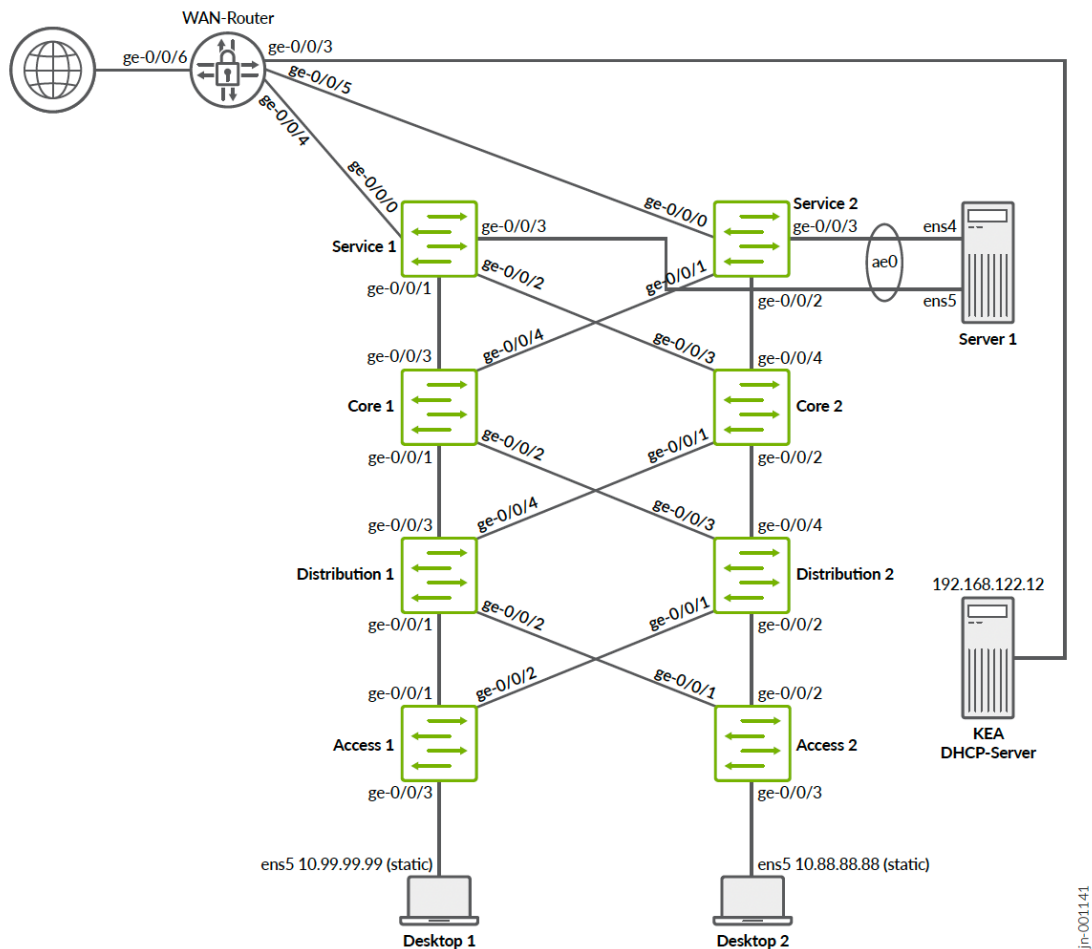 WAN-Router
ge-0/0/6
ge-0/0/3
ge-0/0/5
ge-0/0/4
ge-0/0/0
ge-0/0/0
Service 1
ge-0/0/3
Service 2
ge-0/0/3
ens4
ae0
ens5
Server 1
ge-0/0/1
ge-0/0/2
ge-0/0/1
ge-0/0/2
ge-0/0/3
ge-0/0/4
ge-0/0/3
ge-0/0/4
Core 1
Core 2
ge-0/0/1
ge-0/0/2
ge-0/0/1
ge-0/0/2
ge-0/0/3
ge-0/0/4
ge-0/0/3
ge-0/0/4
Distribution 1
Distribution 2
192.168.122.12
ge-0/0/1
ge-0/0/2
ge-0/0/1
ge-0/0/2
ge-0/0/1
ge-0/0/2
ge-0/0/1
ge-0/0/2
Access 1
Access 2
KEA
DHCP-Server
ge-0/0/3
ge-0/0/3
ens5 10.99.99.99 (static)
ens5 10.88.88.88 (static)
Desktop 1
Desktop 2
jn-001141